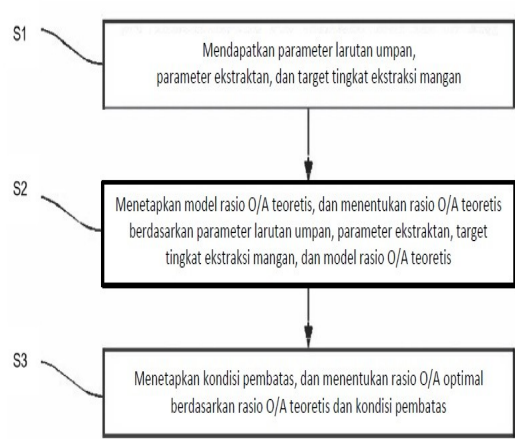 S1
Mendapatkan parameter larutan umpan,
parameter ekstraktan, dan target tingkat ekstraksi mangan
S2
Menetapkan model rasio O/A teoretis, dan menentukan rasio O/A teoretis
berdasarkan parameter larutan umpan, parameter ekstraktan, target
tingkat ekstraksi mangan, dan model rasio O/A teoretis
S3
Menetapkan kondisi pembatas, dan menentukan rasio O/A optimal
berdasarkan rasio O/A teoretis dan kondisi pembatas